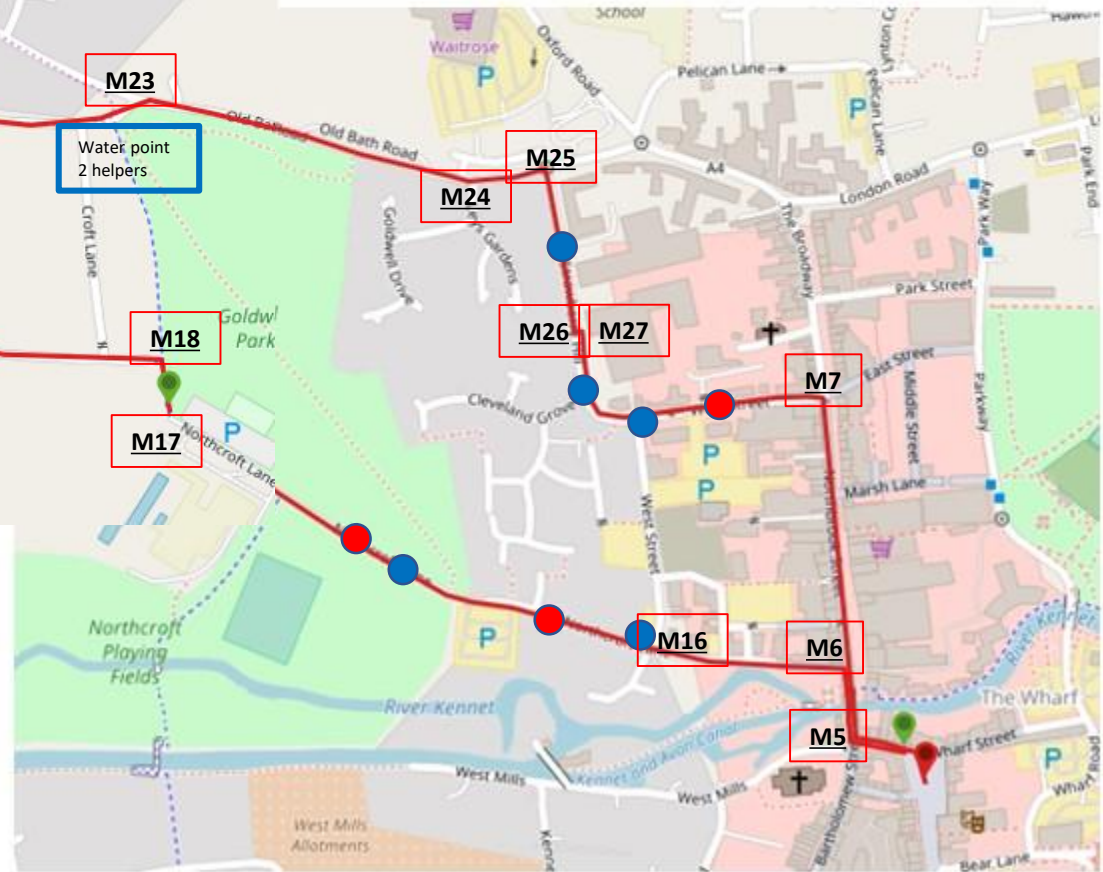 School
Waitrose
P
Oxford Road
Pelican Lane
Pelican Lane
P
M23
Old Bath Road
Water point
2 helpers
M25
M24
A4
London Road
Park End
Park Way
The Broadway
Croft Lane
Goldwell Drive
Gardens
Park Street
M18
Park
M26
M27
M7
East Street
Middle Street
Parkway
Cleveland Grove
M17
P
Northcroft Lane
P
P
Marsh Lane
West Street
Northcroft
Playing
Fields
P
M16
M6
River Kennet
River Kennet
The Wharf
M5
Wharf Street
P
Kennet and Avon Canal
West Mills
West Mills
Wharf Road
West Mills
Allotments
Bear Lane